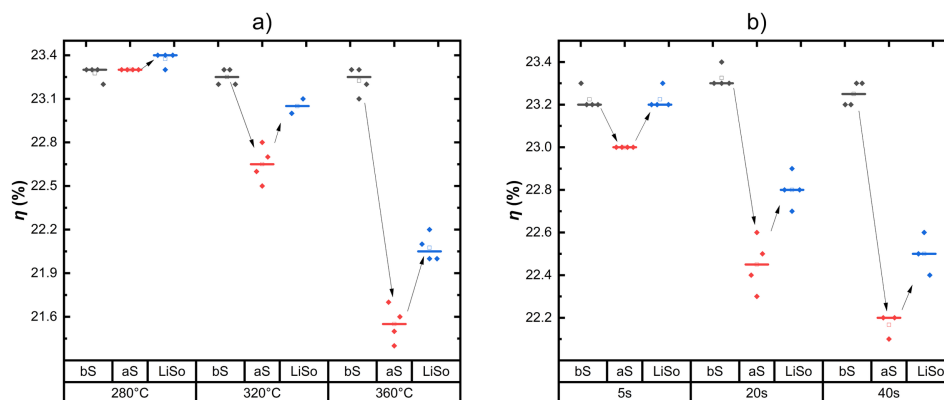 a)
η (%)
23.4
23.1
22.8
22.5
22.2
21.9
21.6
bS aS LiSo bS aS LiSo bS aS LiSo
280°C 320°C 360°C
b)
η (%)
23.4
23.2
23.0
22.8
22.6
22.4
22.2
bS aS LiSo bS aS LiSo bS aS LiSo
5s 20s 40s